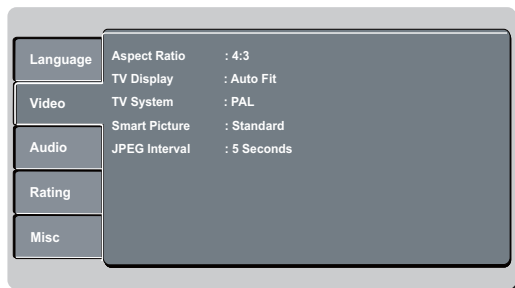 Language
Video
Audio
Rating
Misc
Aspect Ratio : 4:3
TV Display : Auto Fit
TV System : PAL
Smart Picture : Standard
JPEG Interval : 5 Seconds